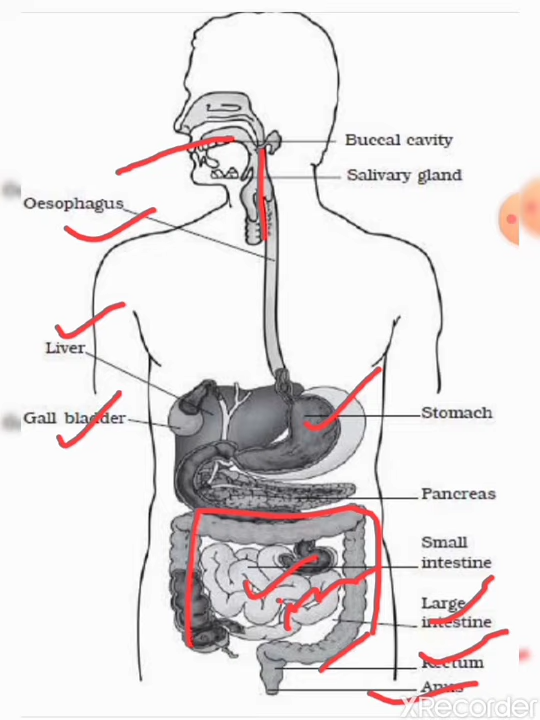 Buccal cavity
Salivary gland
Oesophagus
Liver
Gall bladder
Stomach
Pancreas
Small
intestine
Large
intestine
Rectum
Anus
XRecorder